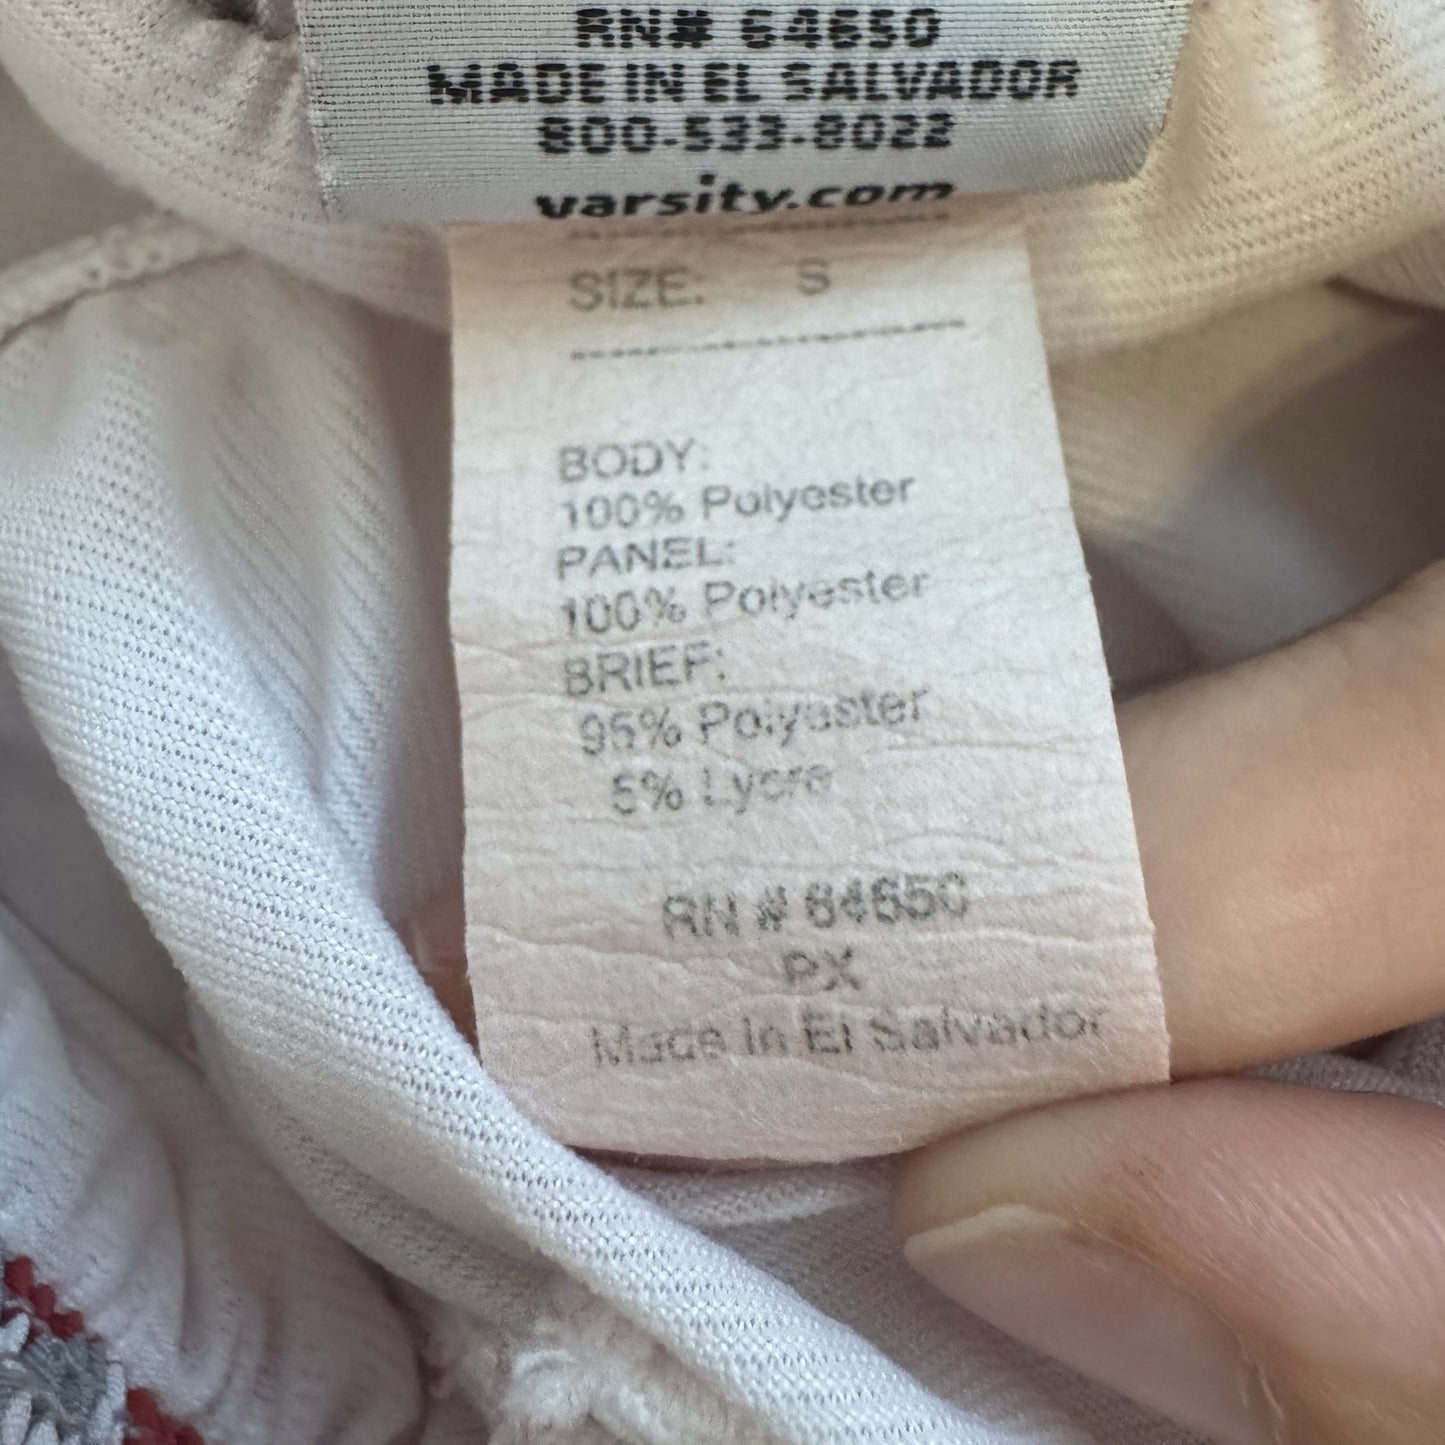 RN# 64650
MADE IN EL SALVADOR
800-533-8022
varsity.com
SIZE: S
BODY:
100% Polyester
PANEL:
100% Polyester
BRIEF:
95% Polyester
5% Lycra
RN # 64650
PX
Made In El Salvador